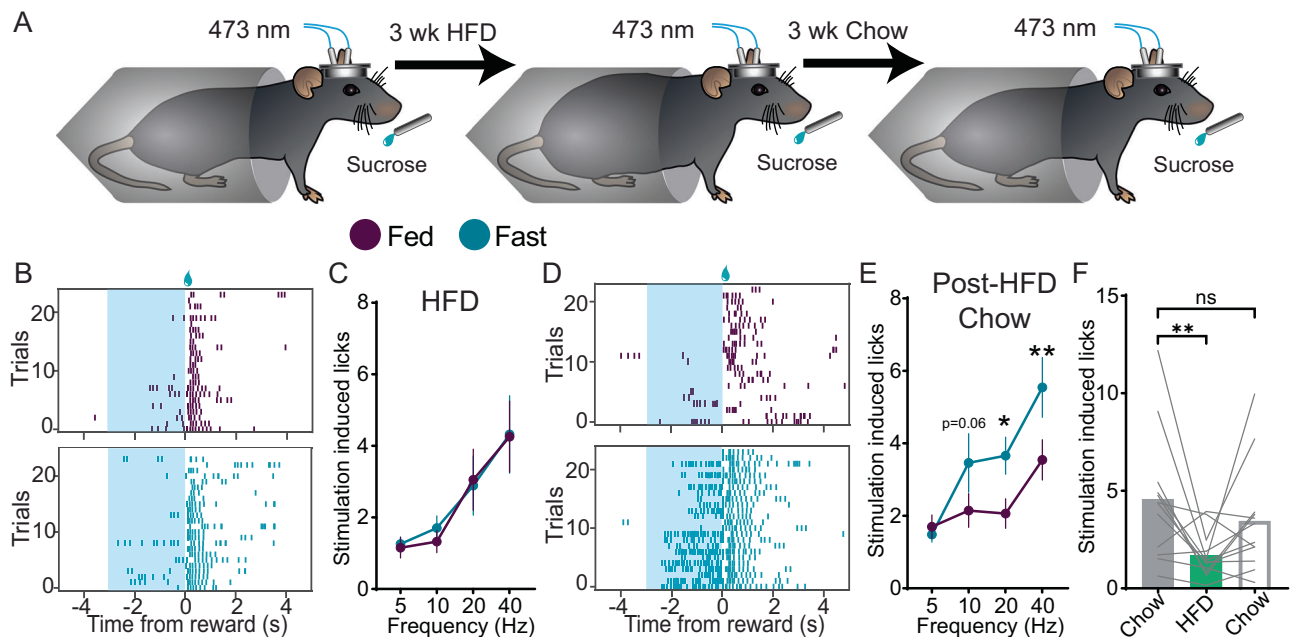 A
473 nm
3 wk HFD
473 nm
3 wk Chow
473 nm
Sucrose
Sucrose
Sucrose
Fed
Fast
B
Trials
20
10
0
Trials
20
10
0
-4
-2
0
2
4
Time from reward (s)
C
HFD
Stimulation induced licks
8
6
4
2
0
5
10
20
40
Frequency (Hz)
D
Trials
20
10
0
Trials
20
10
0
-4
-2
0
2
4
Time from reward (s)
E
Post-HFD
Chow
Stimulation induced licks
8
6
4
2
0
p=0.06
*
**
5
10
20
40
Frequency (Hz)
F
Stimulation induced licks
15
10
5
0
ns
**
Chow
HFD
Chow